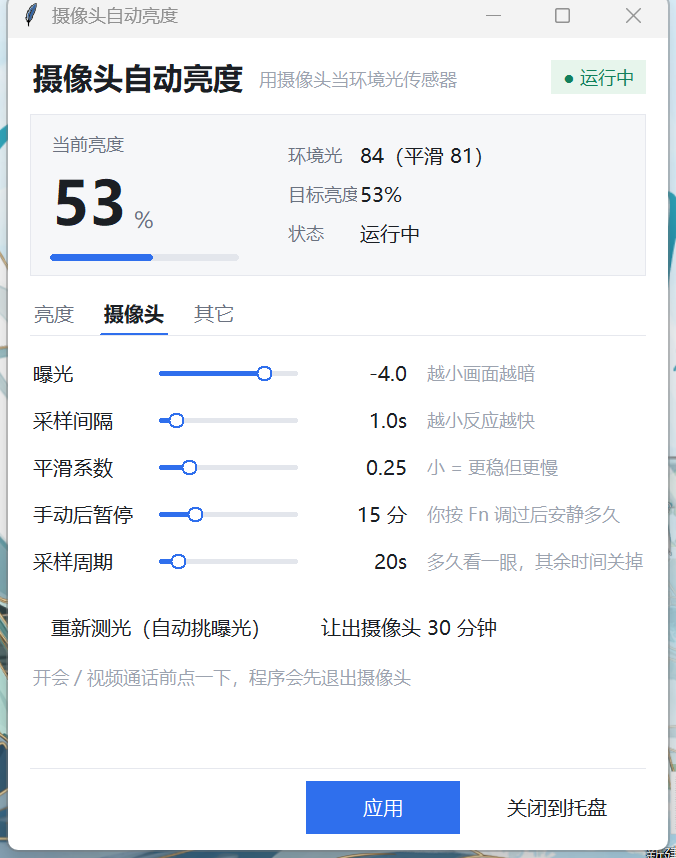 摄像头自动亮度
摄像头自动亮度 用摄像头当环境光传感器 ● 运行中
当前亮度
53 %
环境光 84（平滑 81）
目标亮度 53%
状态 运行中
亮度 摄像头 其它
曝光 -4.0 越小画面越暗
采样间隔 1.0s 越小反应越快
平滑系数 0.25 小 = 更稳但更慢
手动后暂停 15 分 你按 Fn 调过后安静多久
采样周期 20s 多久看一眼，其余时间关掉
重新测光（自动挑曝光） 让出摄像头 30 分钟
开会 / 视频通话前点一下，程序会先退出摄像头
应用 关闭到托盘